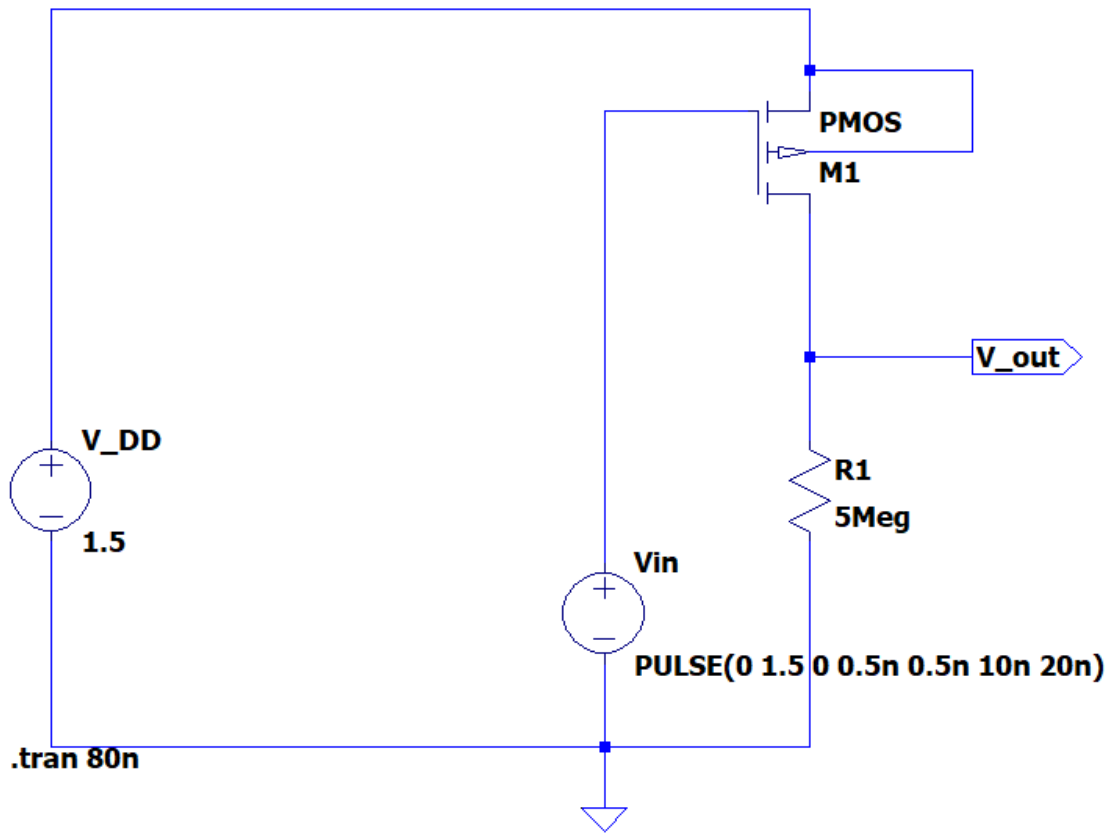 PMOS
M1
V_out
V_DD
1.5
R1
5Meg
Vin
PULSE(0 1.5 0 0.5n 0.5n 10n 20n)
.tran 80n